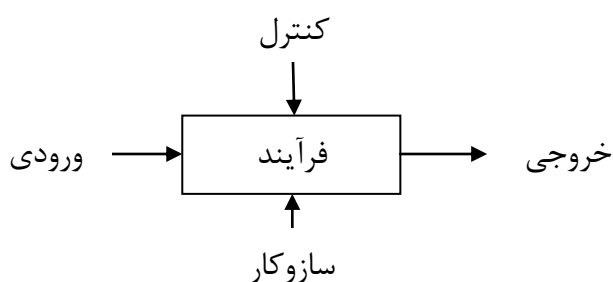 کنترل
ورودی
فرآیند
خروجی
سازوکار